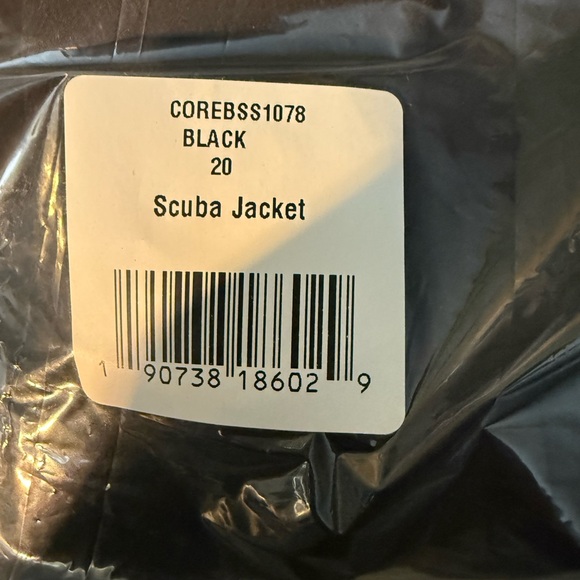 COREBSS1078
BLACK
20
Scuba Jacket
1 90738 18602 9